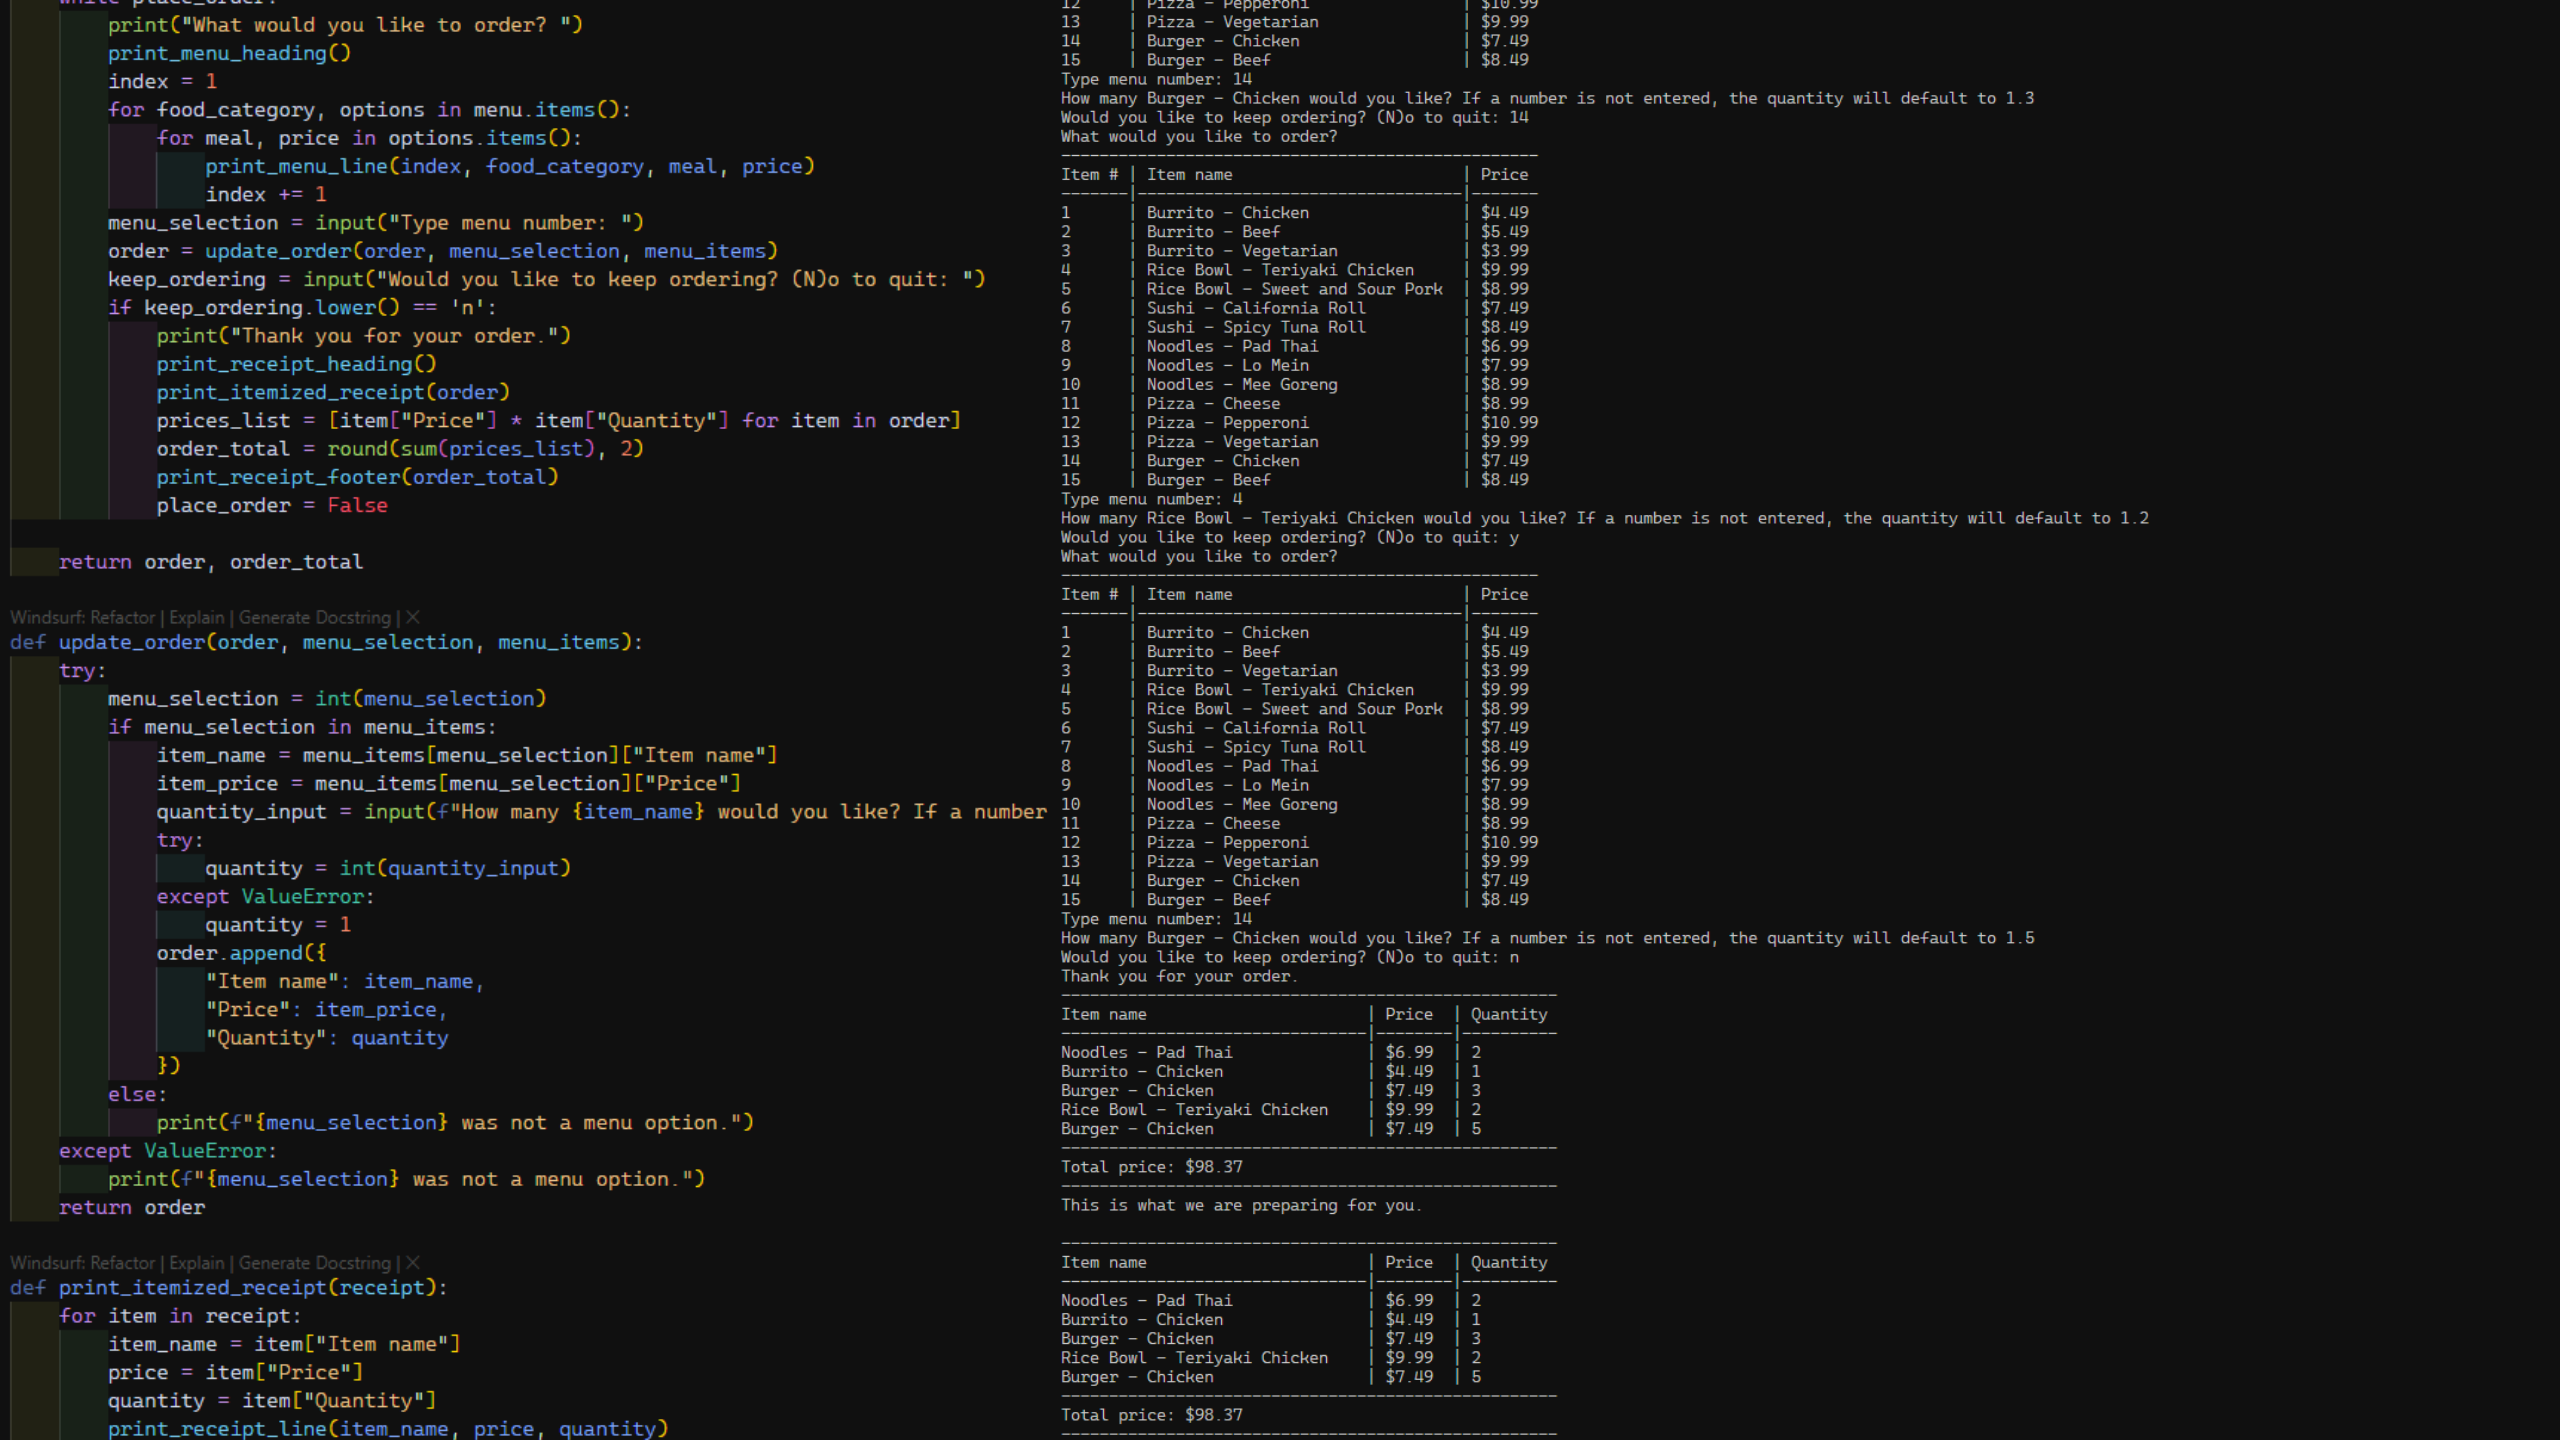 while place_order:
print("What would you like to order? ")
print_menu_heading()
index = 1
for food_category, options in menu.items():
for meal, price in options.items():
print_menu_line(index, food_category, meal, price)
index += 1
menu_selection = input("Type menu number: ")
order = update_order(order, menu_selection, menu_items)
keep_ordering = input("Would you like to keep ordering? (N)o to quit: ")
if keep_ordering.lower() == 'n':
print("Thank you for your order.")
print_receipt_heading()
print_itemized_receipt(order)
prices_list = [item["Price"] * item["Quantity"] for item in order]
order_total = round(sum(prices_list), 2)
print_receipt_footer(order_total)
place_order = False
return order, order_total
Windsurf: Refactor | Explain | Generate Docstring | X
def update_order(order, menu_selection, menu_items):
try:
menu_selection = int(menu_selection)
if menu_selection in menu_items:
item_name = menu_items[menu_selection]["Item name"]
item_price = menu_items[menu_selection]["Price"]
quantity_input = input(f"How many {item_name} would you like? If a number
try:
quantity = int(quantity_input)
except ValueError:
quantity = 1
order.append({
"Item name": item_name,
"Price": item_price,
"Quantity": quantity
})
else:
print(f"{menu_selection} was not a menu option.")
except ValueError:
print(f"{menu_selection} was not a menu option.")
return order
Windsurf: Refactor | Explain | Generate Docstring | X
def print_itemized_receipt(receipt):
for item in receipt:
item_name = item["Item name"]
price = item["Price"]
quantity = item["Quantity"]
print_receipt_line(item_name, price, quantity)
12 | Pizza - Pepperoni | $10.99
13 | Pizza - Vegetarian | $9.99
14 | Burger - Chicken | $7.49
15 | Burger - Beef | $8.49
Type menu number: 14
How many Burger - Chicken would you like? If a number is not entered, the quantity will default to 1.3
Would you like to keep ordering? (N)o to quit: 14
What would you like to order?
--------------------------------------------------
Item # | Item name | Price
-------|----------------------------------|-------
1 | Burrito - Chicken | $4.49
2 | Burrito - Beef | $5.49
3 | Burrito - Vegetarian | $3.99
4 | Rice Bowl - Teriyaki Chicken | $9.99
5 | Rice Bowl - Sweet and Sour Pork | $8.99
6 | Sushi - California Roll | $7.49
7 | Sushi - Spicy Tuna Roll | $8.49
8 | Noodles - Pad Thai | $6.99
9 | Noodles - Lo Mein | $7.99
10 | Noodles - Mee Goreng | $8.99
11 | Pizza - Cheese | $8.99
12 | Pizza - Pepperoni | $10.99
13 | Pizza - Vegetarian | $9.99
14 | Burger - Chicken | $7.49
15 | Burger - Beef | $8.49
Type menu number: 4
How many Rice Bowl - Teriyaki Chicken would you like? If a number is not entered, the quantity will default to 1.2
Would you like to keep ordering? (N)o to quit: y
What would you like to order?
--------------------------------------------------
Item # | Item name | Price
-------|----------------------------------|-------
1 | Burrito - Chicken | $4.49
2 | Burrito - Beef | $5.49
3 | Burrito - Vegetarian | $3.99
4 | Rice Bowl - Teriyaki Chicken | $9.99
5 | Rice Bowl - Sweet and Sour Pork | $8.99
6 | Sushi - California Roll | $7.49
7 | Sushi - Spicy Tuna Roll | $8.49
8 | Noodles - Pad Thai | $6.99
9 | Noodles - Lo Mein | $7.99
10 | Noodles - Mee Goreng | $8.99
11 | Pizza - Cheese | $8.99
12 | Pizza - Pepperoni | $10.99
13 | Pizza - Vegetarian | $9.99
14 | Burger - Chicken | $7.49
15 | Burger - Beef | $8.49
Type menu number: 14
How many Burger - Chicken would you like? If a number is not entered, the quantity will default to 1.5
Would you like to keep ordering? (N)o to quit: n
Thank you for your order.
----------------------------------------------------
Item name | Price | Quantity
--------------------------------|--------|----------
Noodles - Pad Thai | $6.99 | 2
Burrito - Chicken | $4.49 | 1
Burger - Chicken | $7.49 | 3
Rice Bowl - Teriyaki Chicken | $9.99 | 2
Burger - Chicken | $7.49 | 5
----------------------------------------------------
Total price: $98.37
----------------------------------------------------
This is what we are preparing for you.
----------------------------------------------------
Item name | Price | Quantity
--------------------------------|--------|----------
Noodles - Pad Thai | $6.99 | 2
Burrito - Chicken | $4.49 | 1
Burger - Chicken | $7.49 | 3
Rice Bowl - Teriyaki Chicken | $9.99 | 2
Burger - Chicken | $7.49 | 5
----------------------------------------------------
Total price: $98.37
----------------------------------------------------